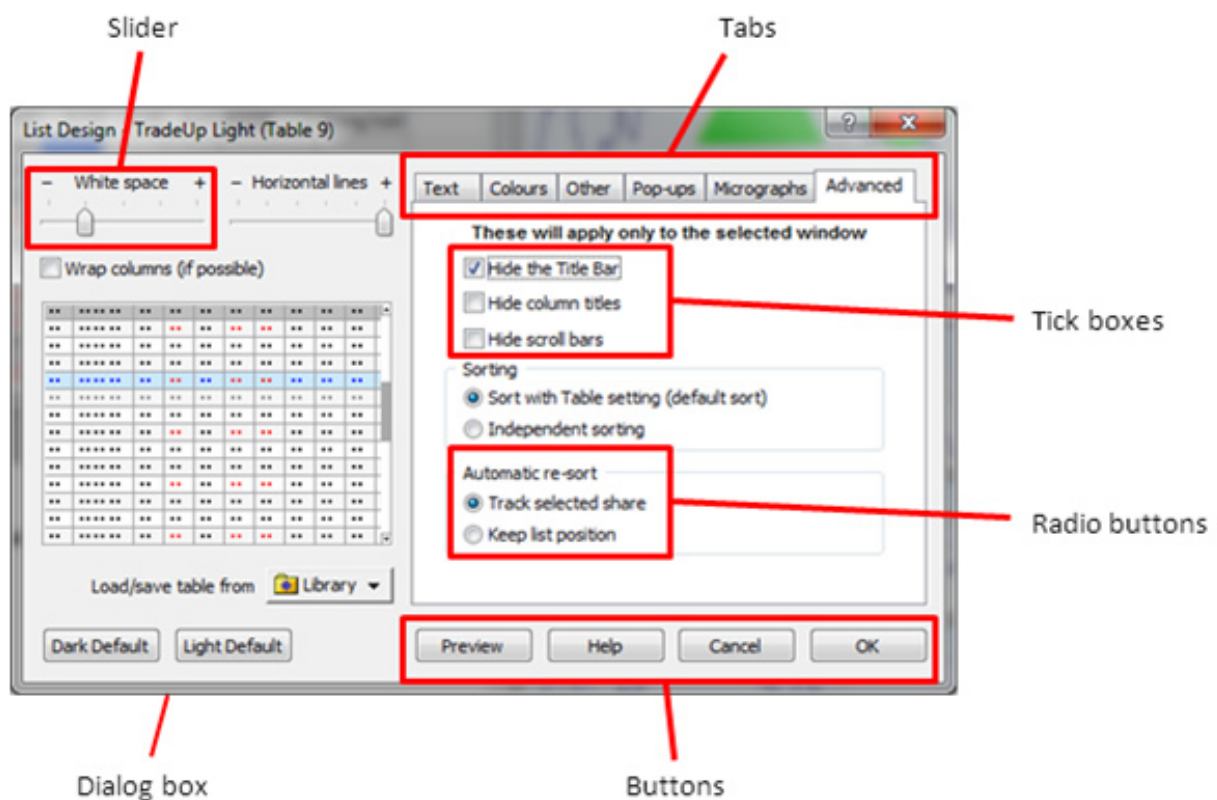 Slider
Tabs
List Design - TradeUp Light (Table 9)
- White space + - Horizontal lines +
Text Colours Other Pop-ups Micrographs Advanced
These will apply only to the selected window
Wrap columns (if possible)
Hide the Title Bar
Hide column titles
Hide scroll bars
Tick boxes
Sorting
Sort with Table setting (default sort)
Independent sorting
Automatic re-sort
Track selected share
Keep list position
Radio buttons
Load/save table from Library
Dark Default Light Default Preview Help Cancel OK
Dialog box
Buttons